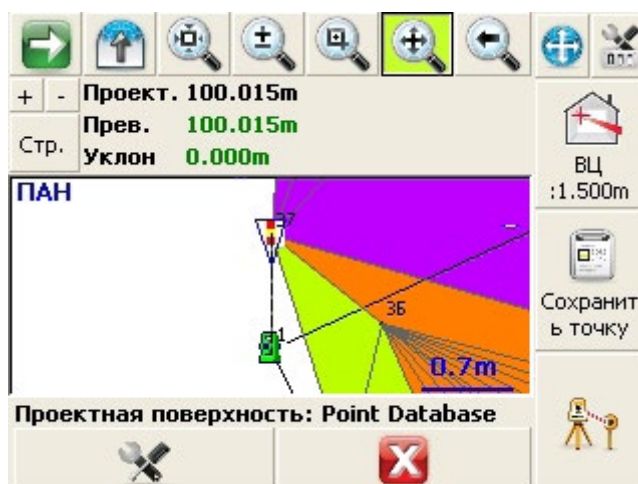 + - Проект. 100.015m
Прев. 100.015m
Стр.
Уклон 0.000m
ВЦ
:1.500m
ПАН
37
36
1
0.7m
Сохранит
ь точку
Проектная поверхность: Point Database